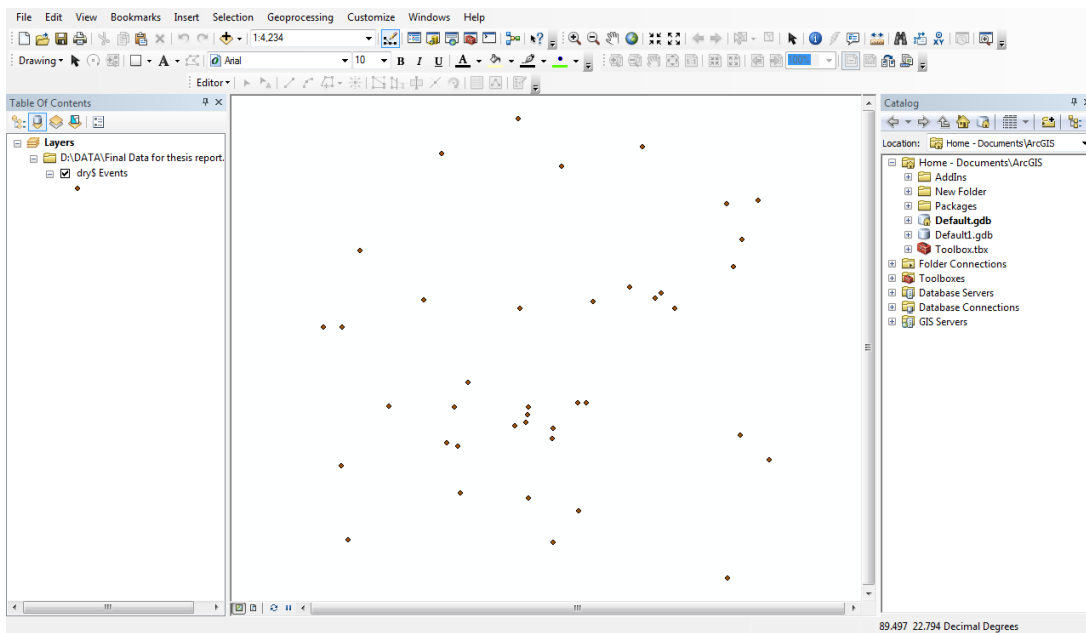 File Edit View Bookmarks Insert Selection Geoprocessing Customize Windows Help
1:4,234
Drawing Arial 10 B I U A 100%
Editor
Table Of Contents
Layers
D:\DATA\Final Data for thesis report.
dry$ Events
Catalog
Location: Home - Documents\ArcGIS
Home - Documents\ArcGIS
AddIns
New Folder
Packages
Default.gdb
Default1.gdb
Toolbox.tbx
Folder Connections
Toolboxes
Database Servers
Database Connections
GIS Servers
89.497 22.794 Decimal Degrees